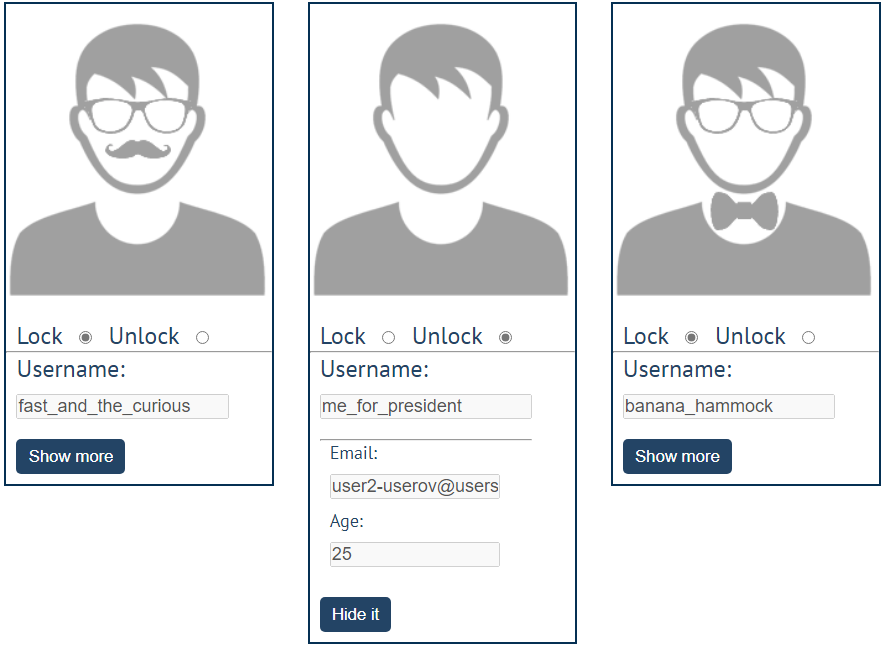 Lock Unlock
Username:
fast_and_the_curious
Show more
Lock Unlock
Username:
me_for_president
Email:
user2-userov@users
Age:
25
Hide it
Lock Unlock
Username:
banana_hammock
Show more